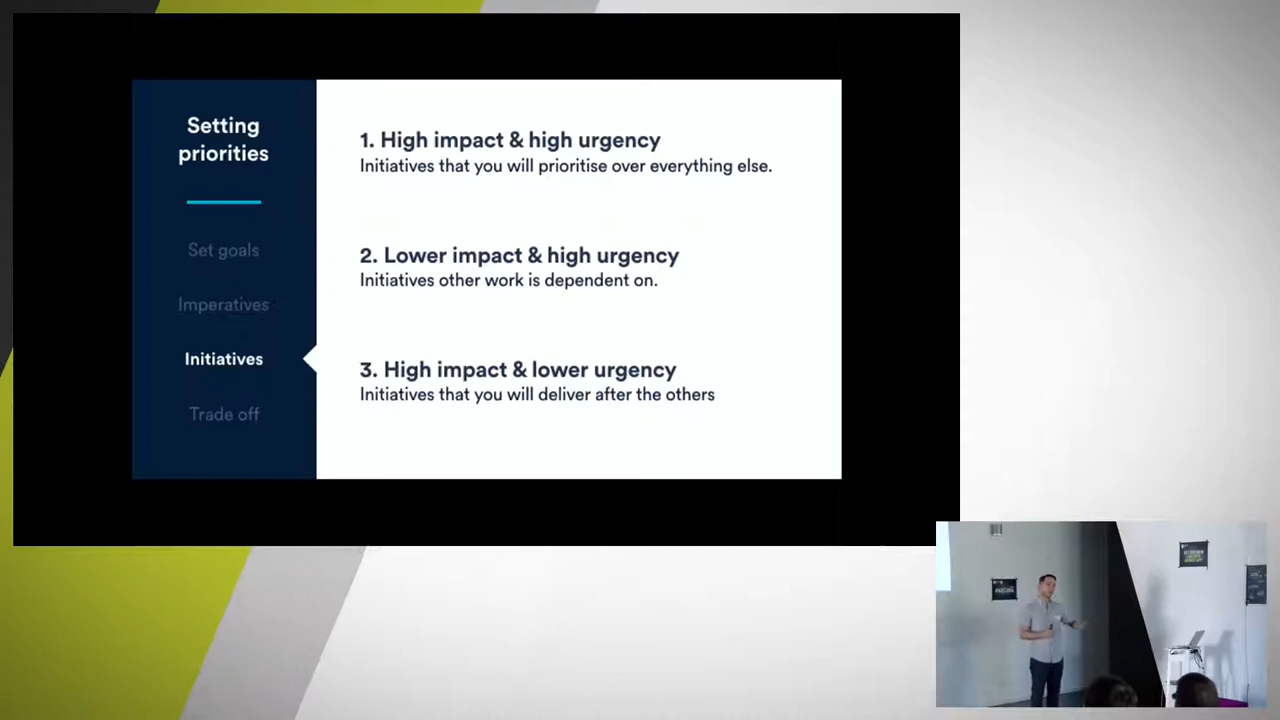 Setting
priorities
Set goals
Imperatives
Initiatives
Trade off
1. High impact & high urgency
Initiatives that you will prioritise over everything else.
2. Lower impact & high urgency
Initiatives other work is dependent on.
3. High impact & lower urgency
Initiatives that you will deliver after the others